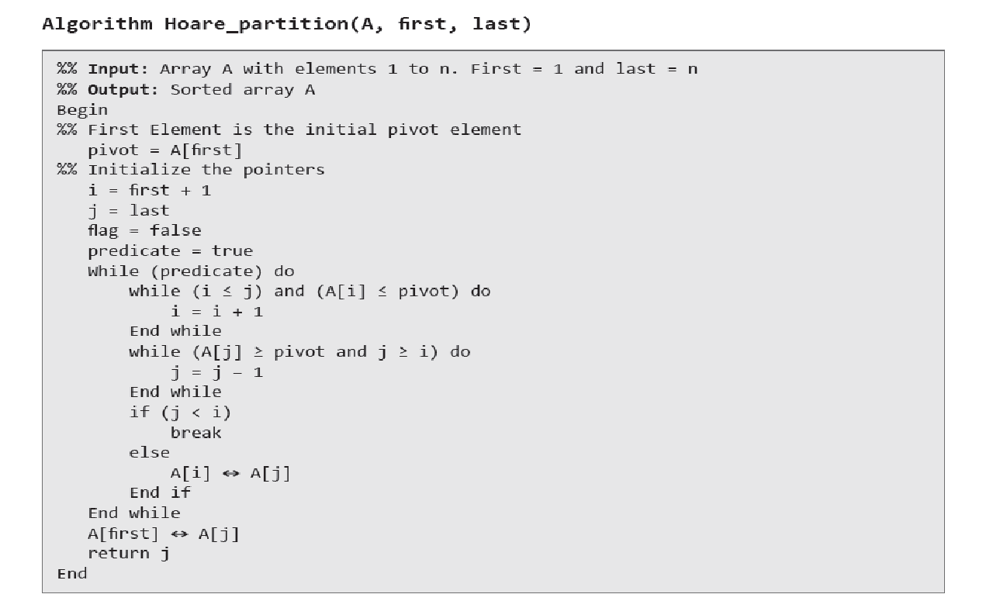 Algorithm Hoare_partition(A, first, last)
%% Input: Array A with elements 1 to n. First = 1 and last = n
%% Output: Sorted array A
Begin
%% First Element is the initial pivot element
pivot = A[first]
%% Initialize the pointers
i = first + 1
j = last
flag = false
predicate = true
While (predicate) do
while (i ≤ j) and (A[i] ≤ pivot) do
i = i + 1
End while
while (A[j] ≥ pivot and j ≥ i) do
j = j – 1
End while
if (j < i)
break
else
A[i] ⇔ A[j]
End if
End while
A[first] ⇔ A[j]
return j
End